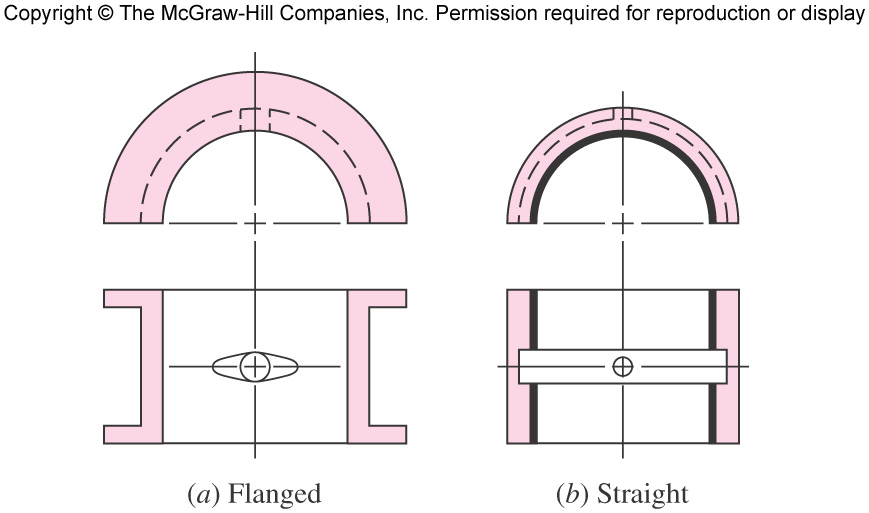 Copyright © The McGraw-Hill Companies, Inc. Permission required for reproduction or display
(a) Flanged
(b) Straight